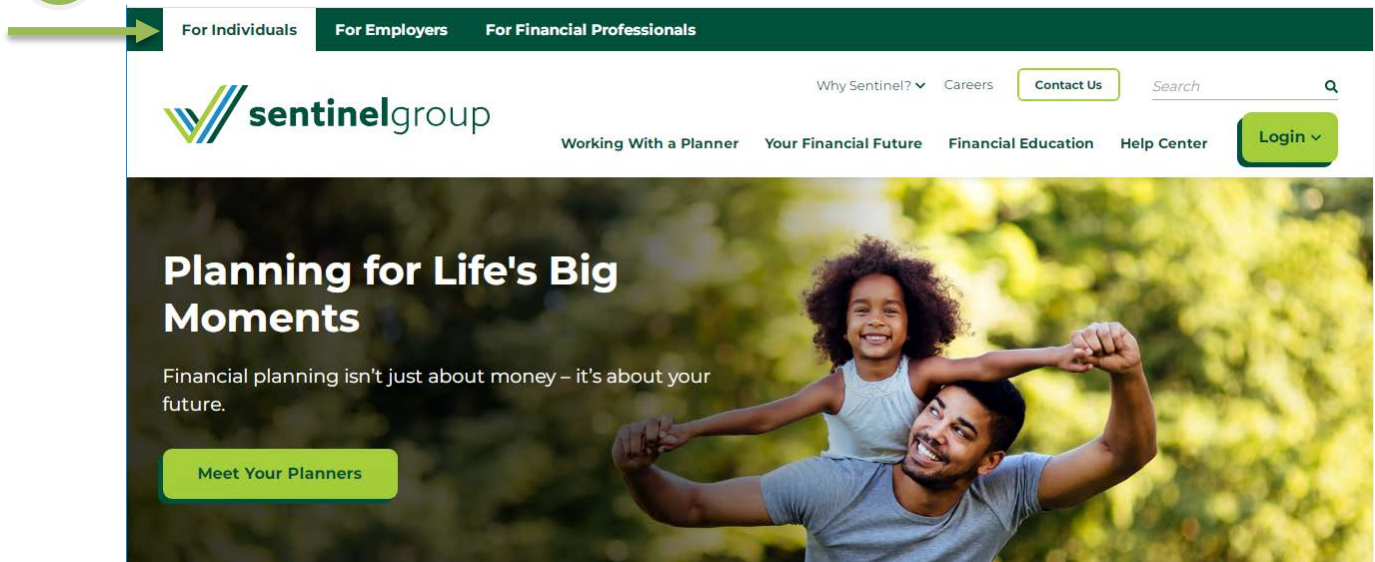 For Individuals For Employers For Financial Professionals
Why Sentinel? Careers Contact Us Search
sentinelgroup
Working With a Planner Your Financial Future Financial Education Help Center Login
Planning for Life's Big
Moments
Financial planning isn't just about money – it's about your
future.
Meet Your Planners